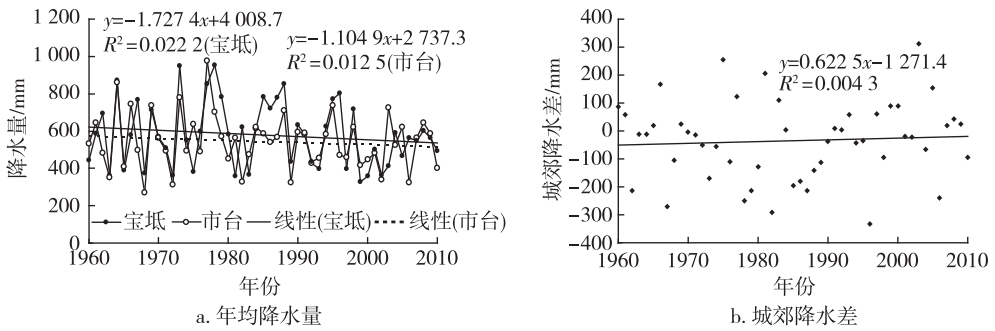 y=-1.727 4x+4 008.7
R²=0.022 2(宝坻)
y=-1.104 9x+2 737.3
R²=0.012 5(市台)
降水量/mm
1 200
1 000
800
600
400
200
0
宝坻 市台 线性(宝坻) 线性(市台)
1960 1970 1980 1990 2000 2010
年份
a. 年均降水量
y=0.622 5x-1 271.4
R²=0.004 3
城郊降水差/mm
400
300
200
100
0
-100
-200
-300
-400
1960 1970 1980 1990 2000 2010
年份
b. 城郊降水差